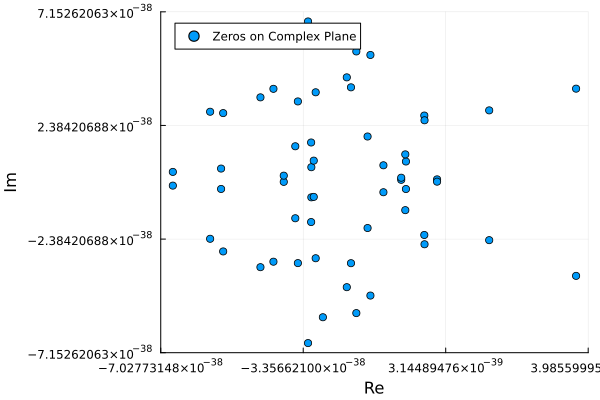 7.15262063×10⁻³⁸
Zeros on Complex Plane
2.38420688×10⁻³⁸
Im
−2.38420688×10⁻³⁸
−7.15262063×10⁻³⁸
−7.02773148×10⁻³⁸ −3.35662100×10⁻³⁸ 3.14489476×10⁻³⁹ 3.98559995
Re